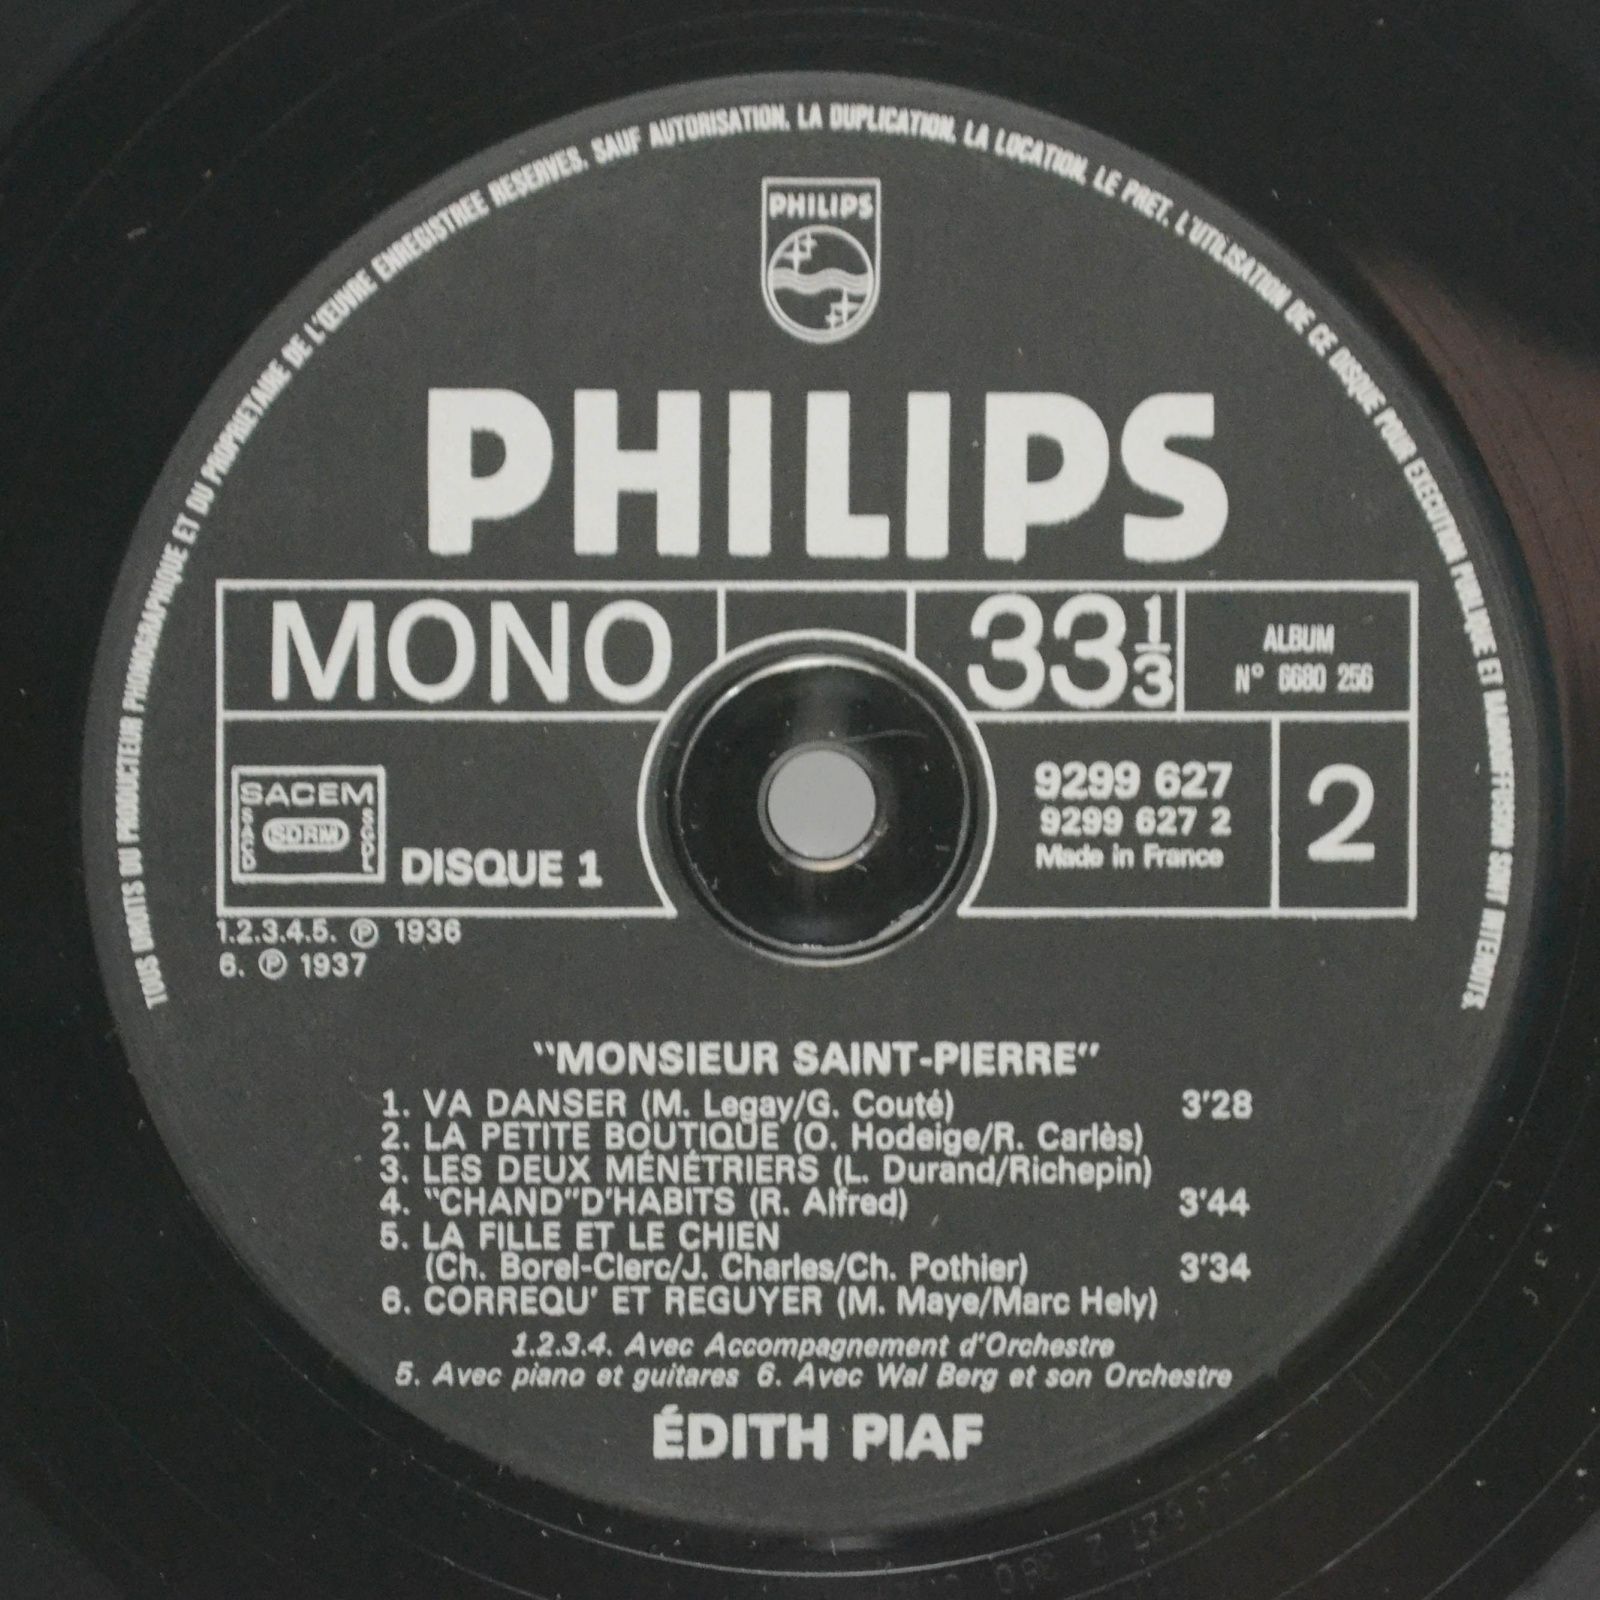 TOUS DROITS DU PRODUCTEUR PHONOGRAPHIQUE ET DU PROPRIETAIRE DE L'ŒUVRE ENREGISTREE RESERVES. SAUF AUTORISATION, LA DUPLICATION, LA LOCATION, LE PRET, L'UTILISATION DE CE DISQUE POUR EXECUTION PUBLIQUE ET RADIODIFFUSION SONT INTERDITS.
PHILIPS
PHILIPS
MONO
33 1/3
ALBUM
N° 6680 256
SACEM
SACD
SDRM
SGDL
DISQUE 1
9299 627
9299 627 2
Made in France
2
1.2.3.4.5. ℗ 1936
6. ℗ 1937
"MONSIEUR SAINT-PIERRE"
1. VA DANSER (M. Legay/G. Couté) 3'28
2. LA PETITE BOUTIQUE (O. Hodeige/R. Carlès)
3. LES DEUX MÉNÉTRIERS (L. Durand/Richepin)
4. "CHAND"D'HABITS (R. Alfred) 3'44
5. LA FILLE ET LE CHIEN
(Ch. Borel-Clerc/J. Charles/Ch. Pothier) 3'34
6. CORREQU' ET REGUYER (M. Maye/Marc Hely)
1.2.3.4. Avec Accompagnement d'Orchestre
5. Avec piano et guitares 6. Avec Wal Berg et son Orchestre
ÉDITH PIAF